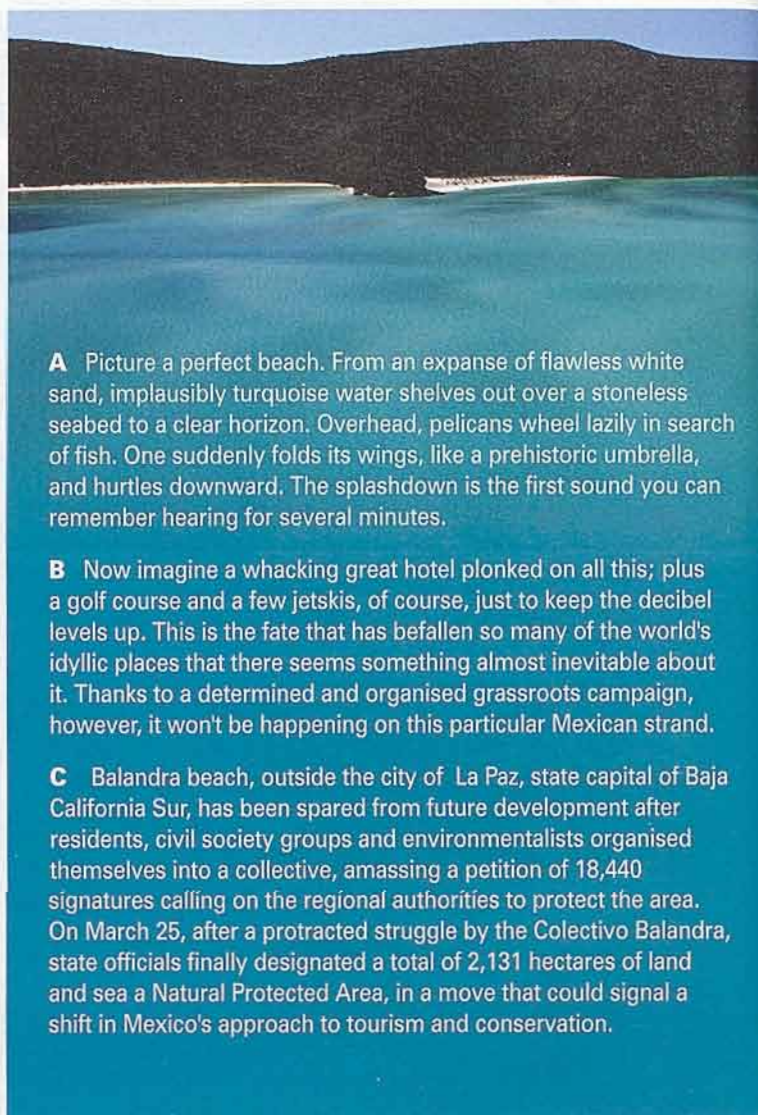 A Picture a perfect beach. From an expanse of flawless white
sand, implausibly turquoise water shelves out over a stoneless
seabed to a clear horizon. Overhead, pelicans wheel lazily in search
of fish. One suddenly folds its wings, like a prehistoric umbrella,
and hurtles downward. The splashdown is the first sound you can
remember hearing for several minutes.
B Now imagine a whacking great hotel plonked on all this; plus
a golf course and a few jetskis, of course, just to keep the decibel
levels up. This is the fate that has befallen so many of the world's
idyllic places that there seems something almost inevitable about
it. Thanks to a determined and organised grassroots campaign,
however, it won't be happening on this particular Mexican strand.
C Balandra beach, outside the city of La Paz, state capital of Baja
California Sur, has been spared from future development after
residents, civil society groups and environmentalists organised
themselves into a collective, amassing a petition of 18,440
signatures calling on the regional authorities to protect the area.
On March 25, after a protracted struggle by the Colectivo Balandra,
state officials finally designated a total of 2,131 hectares of land
and sea a Natural Protected Area, in a move that could signal a
shift in Mexico's approach to tourism and conservation.